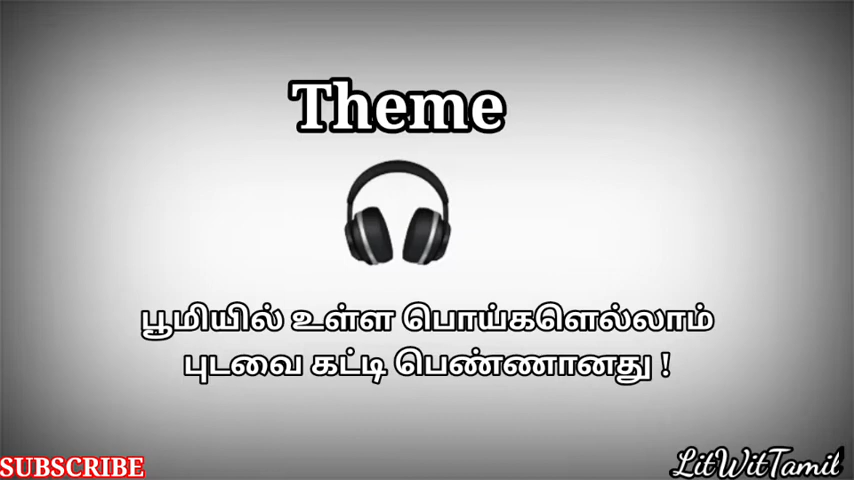 Theme
பூமியில் உள்ள பொய்களெல்லாம்
புடவை கட்டி பெண்ணானது !
SUBSCRIBE
LitWitTamil